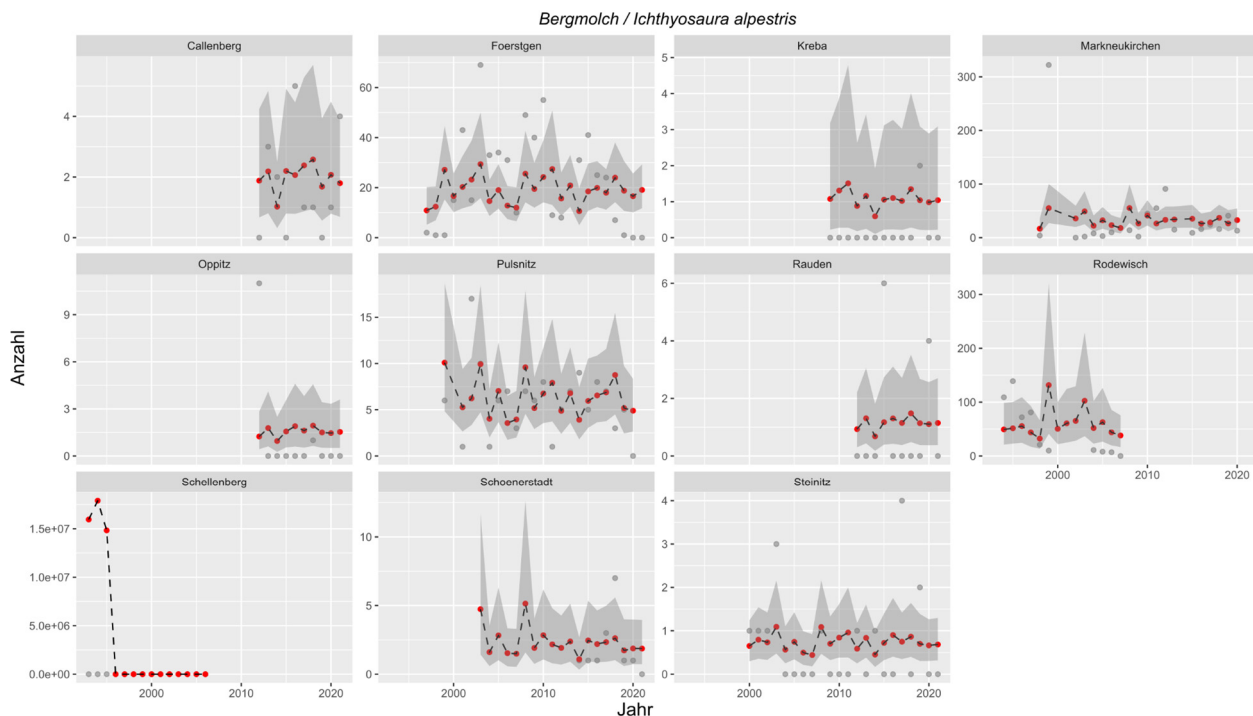 Bergmolch / Ichthyosaura alpestris
Callenberg
Foerstgen
Kreba
Markneukirchen
4
2
0
60
40
20
0
5
4
3
2
1
0
300
200
100
0
Oppitz
Pulsnitz
Rauden
Rodewisch
9
6
3
0
15
10
5
0
6
4
2
0
300
200
100
0
2000
2010
2020
Schellenberg
Schoenerstadt
Steinitz
1.5e+07
1.0e+07
5.0e+06
0.0e+00
10
5
0
4
3
2
1
0
2000
2010
2020
2000
2010
2020
2000
2010
2020
Anzahl
Jahr